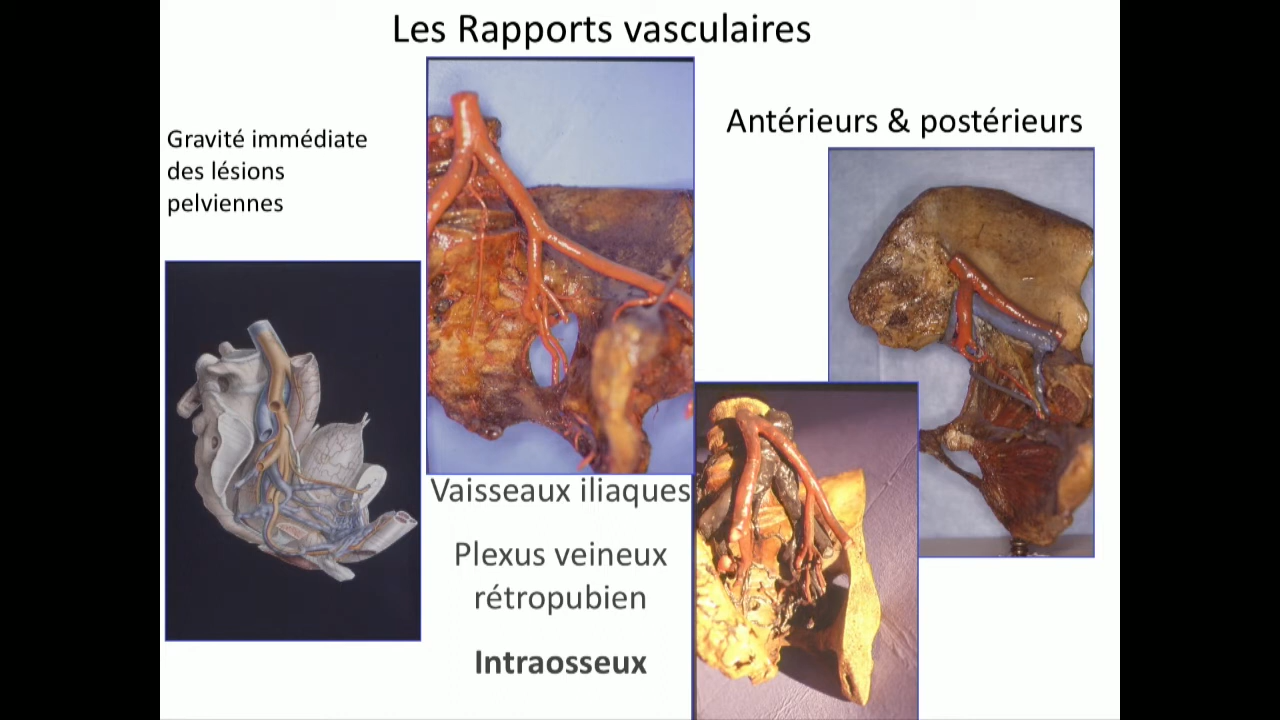 Les Rapports vasculaires
Gravité immédiate
des lésions
pelviennes
Antérieurs & postérieurs
Vaisseaux iliaques
Plexus veineux
rétropubien
Intraosseux